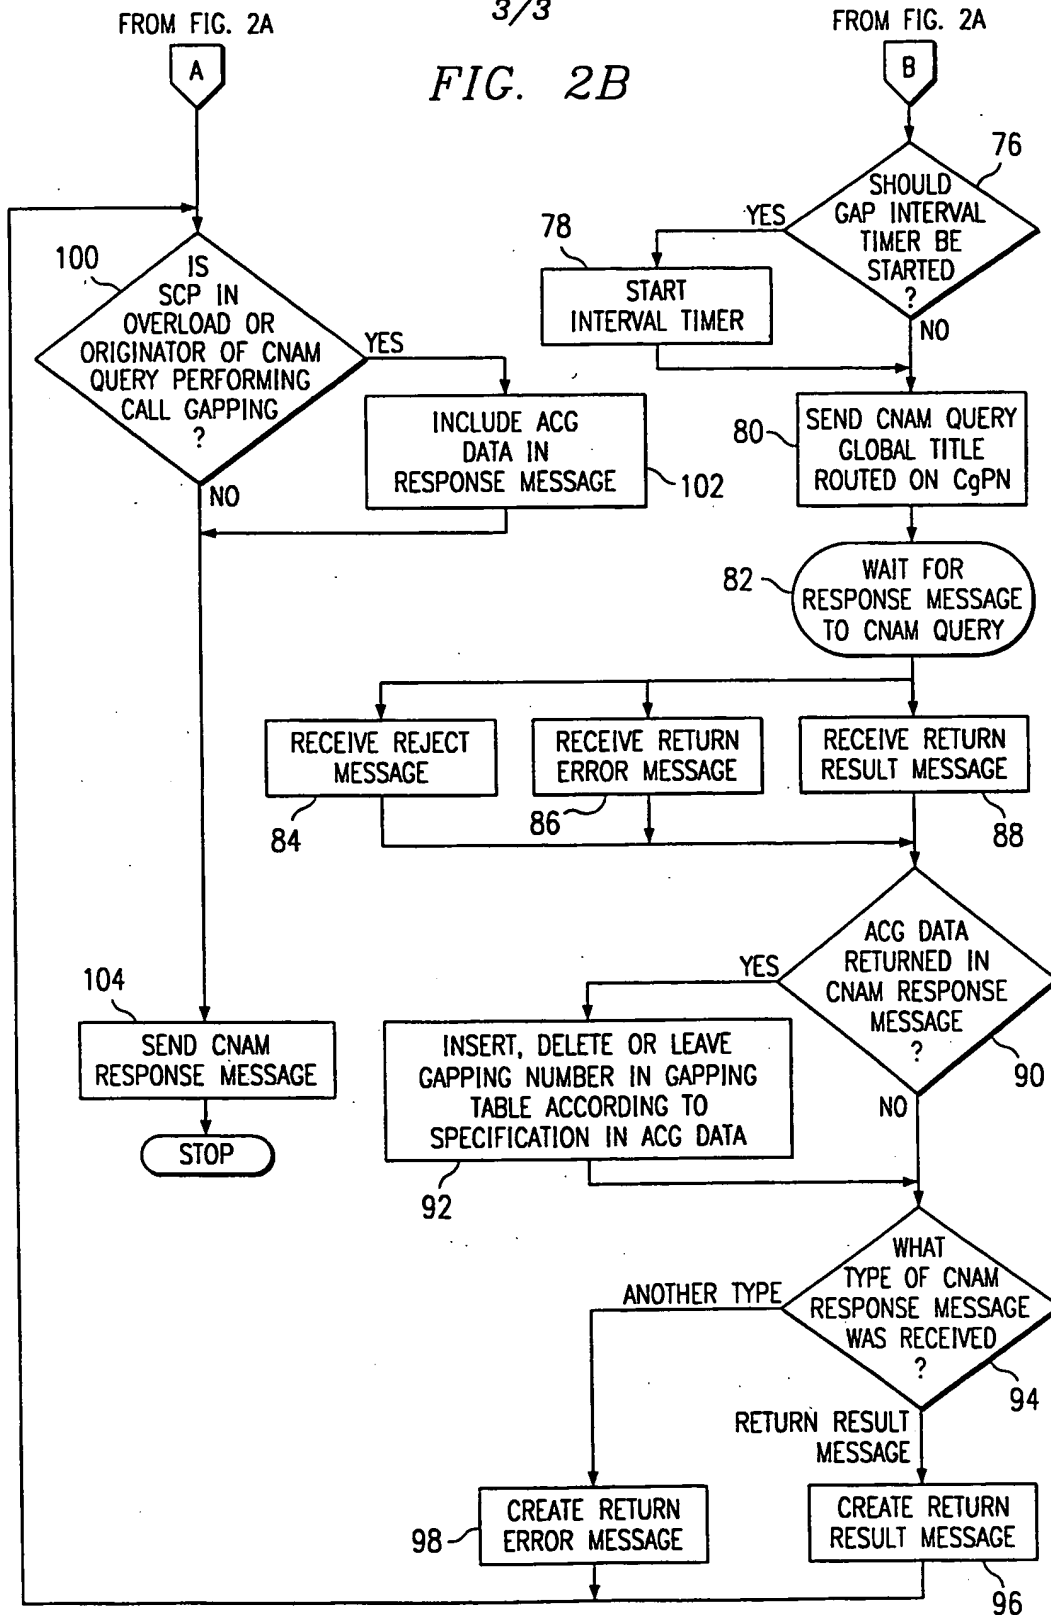 3/3
FROM FIG. 2A
A
FIG. 2B
FROM FIG. 2A
B
76
SHOULD
GAP INTERVAL
TIMER BE
STARTED
?
YES
NO
78
START
INTERVAL TIMER
100
IS
SCP IN
OVERLOAD OR
ORIGINATOR OF CNAM
QUERY PERFORMING
CALL GAPPING
?
YES
NO
INCLUDE ACG
DATA IN
RESPONSE MESSAGE
102
80
SEND CNAM QUERY
GLOBAL TITLE
ROUTED ON CgPN
82
WAIT FOR
RESPONSE MESSAGE
TO CNAM QUERY
RECEIVE REJECT
MESSAGE
84
RECEIVE RETURN
ERROR MESSAGE
86
RECEIVE RETURN
RESULT MESSAGE
88
ACG DATA
RETURNED IN
CNAM RESPONSE
MESSAGE
?
90
YES
NO
104
SEND CNAM
RESPONSE MESSAGE
STOP
INSERT, DELETE OR LEAVE
GAPPING NUMBER IN GAPPING
TABLE ACCORDING TO
SPECIFICATION IN ACG DATA
92
WHAT
TYPE OF CNAM
RESPONSE MESSAGE
WAS RECEIVED
?
94
ANOTHER TYPE
RETURN RESULT
MESSAGE
98
CREATE RETURN
ERROR MESSAGE
CREATE RETURN
RESULT MESSAGE
96